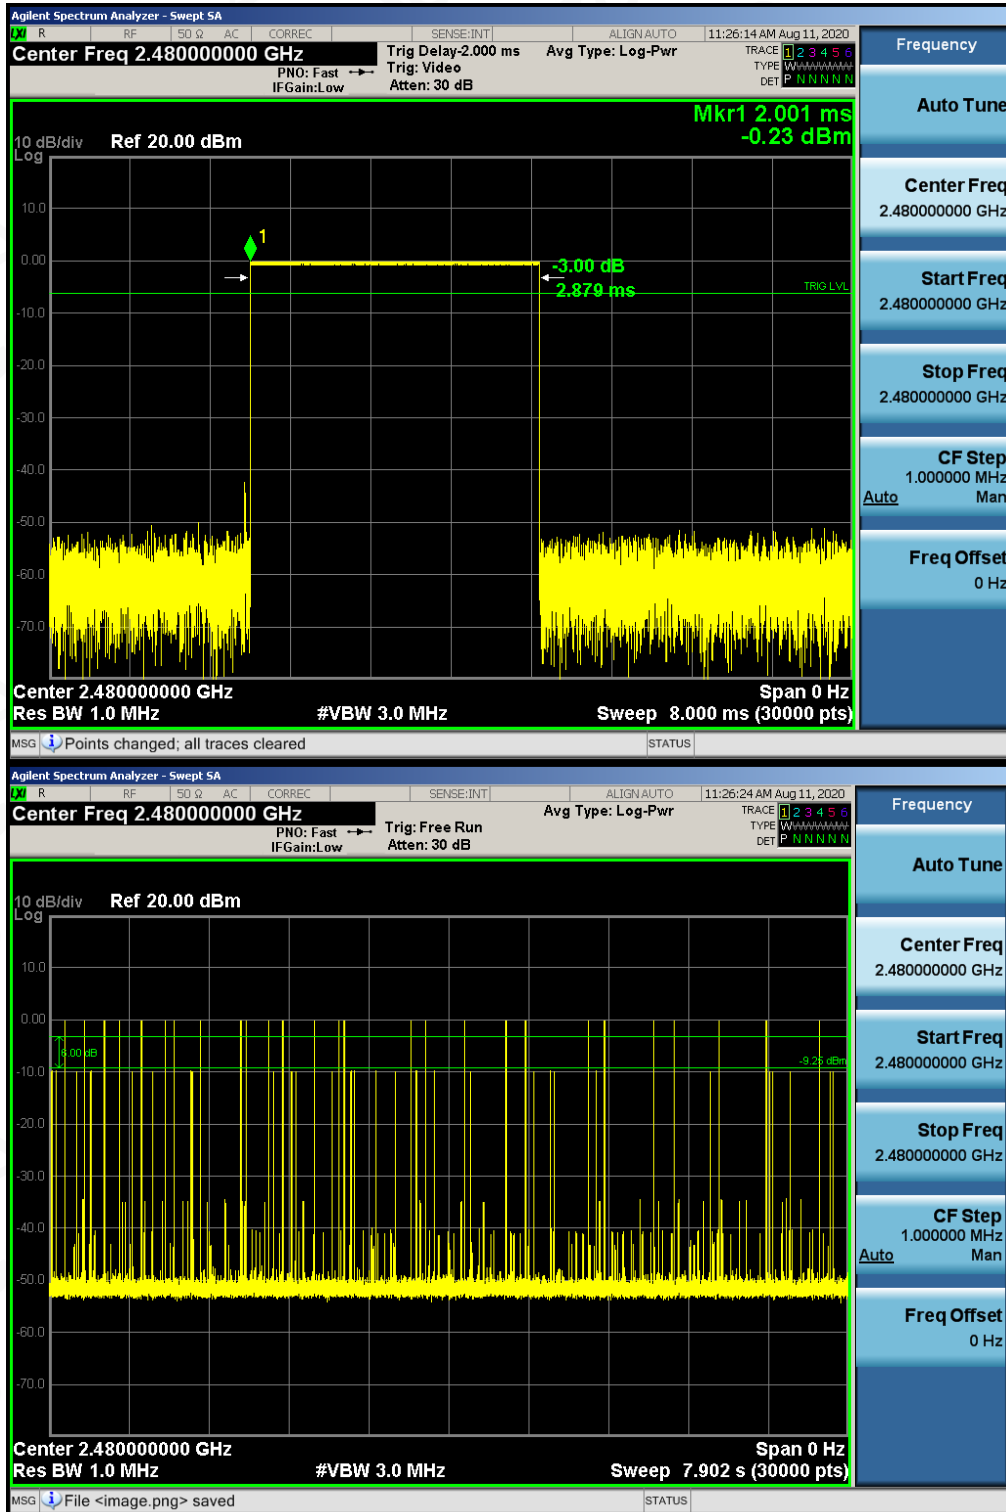 Agilent Spectrum Analyzer - Swept SA
LXI R RF 50 Ω AC CORREC SENSE:INT ALIGN AUTO 11:26:14 AM Aug 11, 2020
Center Freq 2.480000000 GHz Trig Delay-2.000 ms Avg Type: Log-Pwr TRACE 1 2 3 4 5 6
PNO: Fast Trig: Video TYPE WWWWWW
IFGain:Low Atten: 30 dB DET P N N N N N
Mkr1 2.001 ms
10 dB/div Ref 20.00 dBm -0.23 dBm
Log
10.0
1
0.00
-3.00 dB
2.879 ms
TRIG LVL
-10.0
-20.0
-30.0
-40.0
-50.0
-60.0
-70.0
Center 2.480000000 GHz Span 0 Hz
Res BW 1.0 MHz #VBW 3.0 MHz Sweep 8.000 ms (30000 pts)
MSG Points changed; all traces cleared STATUS
Frequency
Auto Tune
Center Freq
2.480000000 GHz
Start Freq
2.480000000 GHz
Stop Freq
2.480000000 GHz
CF Step
1.000000 MHz
Auto Man
Freq Offset
0 Hz
Agilent Spectrum Analyzer - Swept SA
LXI R RF 50 Ω AC CORREC SENSE:INT ALIGN AUTO 11:26:24 AM Aug 11, 2020
Center Freq 2.480000000 GHz Avg Type: Log-Pwr TRACE 1 2 3 4 5 6
PNO: Fast Trig: Free Run TYPE WWWWWW
IFGain:Low Atten: 30 dB DET P N N N N N
10 dB/div Ref 20.00 dBm
Log
10.0
0.00
6.00 dB
-9.26 dBm
-10.0
-20.0
-30.0
-40.0
-50.0
-60.0
-70.0
Center 2.480000000 GHz Span 0 Hz
Res BW 1.0 MHz #VBW 3.0 MHz Sweep 7.902 s (30000 pts)
MSG File <image.png> saved STATUS
Frequency
Auto Tune
Center Freq
2.480000000 GHz
Start Freq
2.480000000 GHz
Stop Freq
2.480000000 GHz
CF Step
1.000000 MHz
Auto Man
Freq Offset
0 Hz